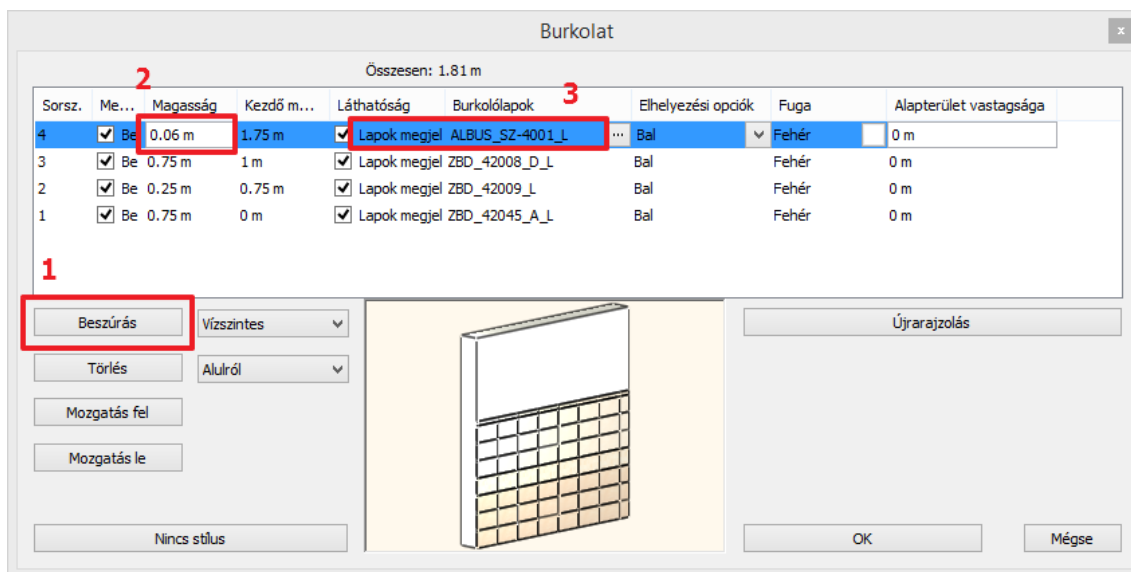 Burkolat
x
Összesen: 1.81 m
2
3
Sorsz. Me... Magasság Kezdő m... Láthatóság Burkolólapok Elhelyezési opciók Fuga Alapterület vastagsága
4 Be 0.06 m 1.75 m Lapok megjel ALBUS_SZ-4001_L ... Bal Fehér 0 m
3 Be 0.75 m 1 m Lapok megjel ZBD_42008_D_L Bal Fehér 0 m
2 Be 0.25 m 0.75 m Lapok megjel ZBD_42009_L Bal Fehér 0 m
1 Be 0.75 m 0 m Lapok megjel ZBD_42045_A_L Bal Fehér 0 m
1
Beszúrás Vízszintes Újrarajzolás
Törlés Alulról
Mozgatás fel
Mozgatás le
Nincs stílus OK Mégse